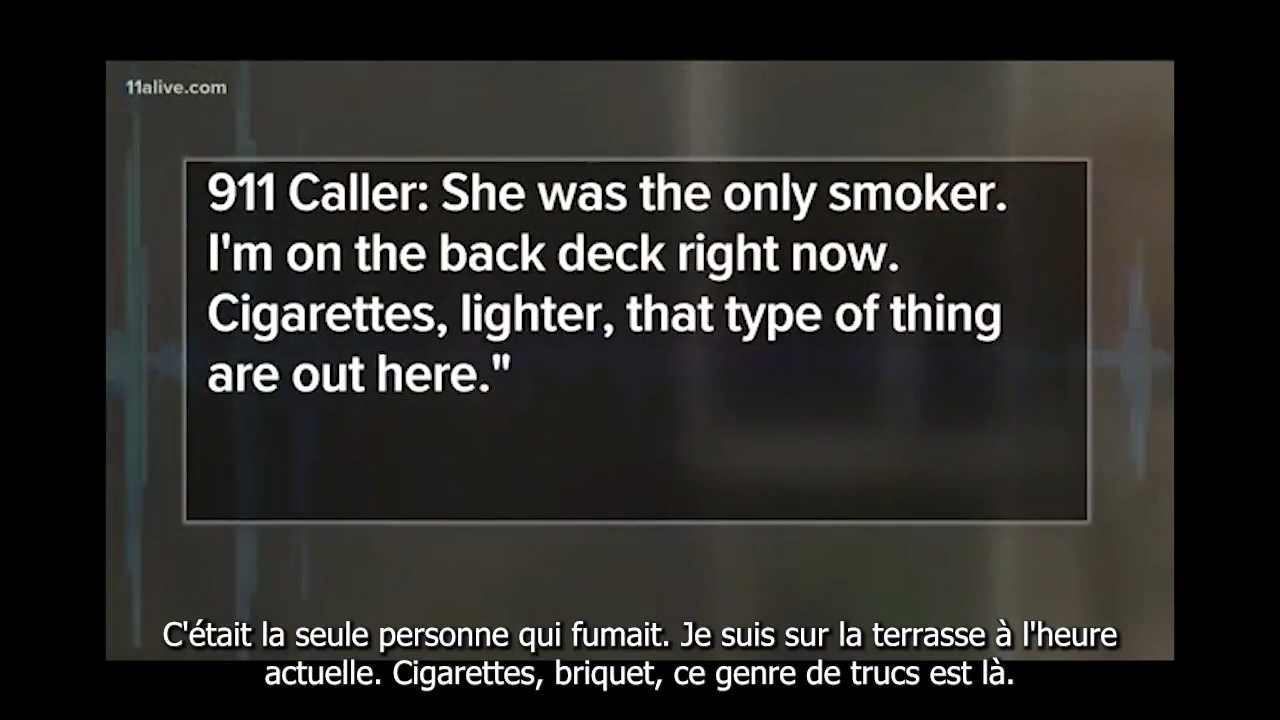 11alive.com
911 Caller: She was the only smoker.
I'm on the back deck right now.
Cigarettes, lighter, that type of thing
are out here."
C'était la seule personne qui fumait. Je suis sur la terrasse à l'heure
actuelle. Cigarettes, briquet, ce genre de trucs est là.